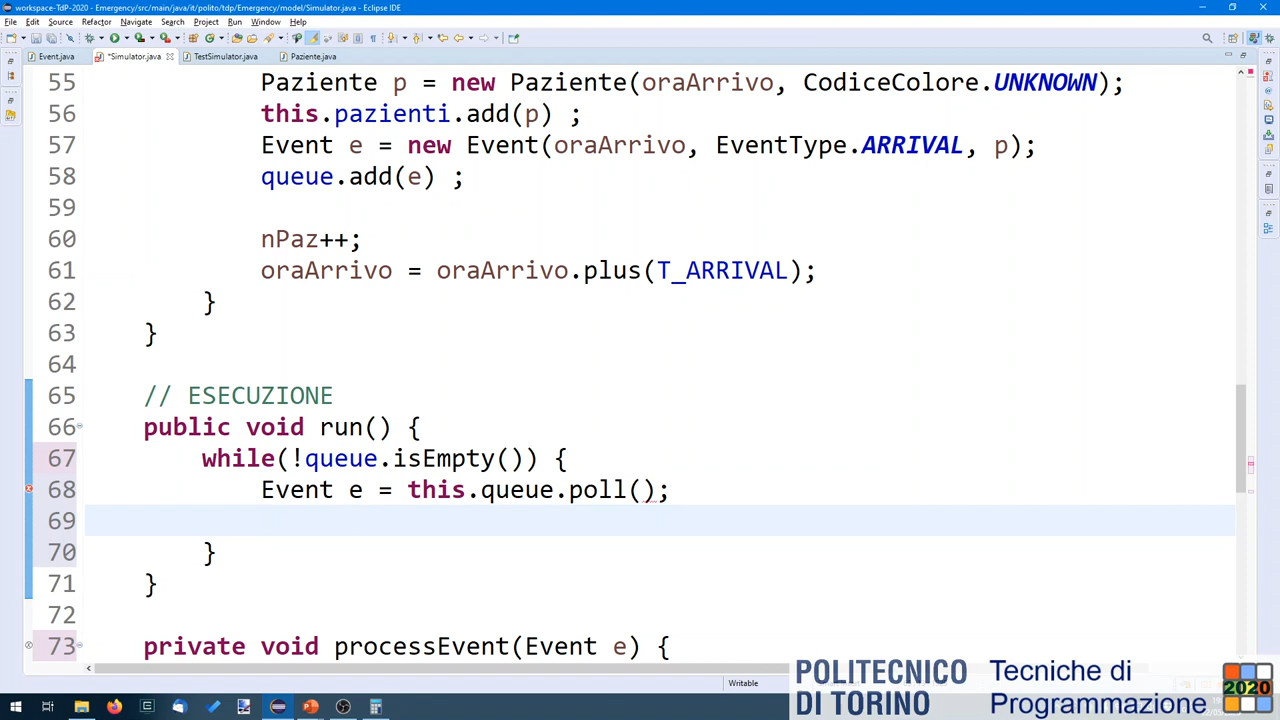 workspace-TdP-2020 - Emergency/src/main/java/it/polito/tdp/Emergency/model/Simulator.java - Eclipse IDE
File Edit Source Refactor Navigate Search Project Run Window Help
Event.java *Simulator.java TestSimulator.java Paziente.java
55 Paziente p = new Paziente(oraArrivo, CodiceColore.UNKNOWN);
56 this.pazienti.add(p) ;
57 Event e = new Event(oraArrivo, EventType.ARRIVAL, p);
58 queue.add(e) ;
59
60 nPaz++;
61 oraArrivo = oraArrivo.plus(T_ARRIVAL);
62 }
63 }
64
65 // ESECUZIONE
66 public void run() {
67 while(!queue.isEmpty()) {
68 Event e = this.queue.poll();
69
70 }
71 }
72
73 private void processEvent(Event e) {
Writable
POLITECNICO
DI TORINO
Tecniche di
Programmazione
2020